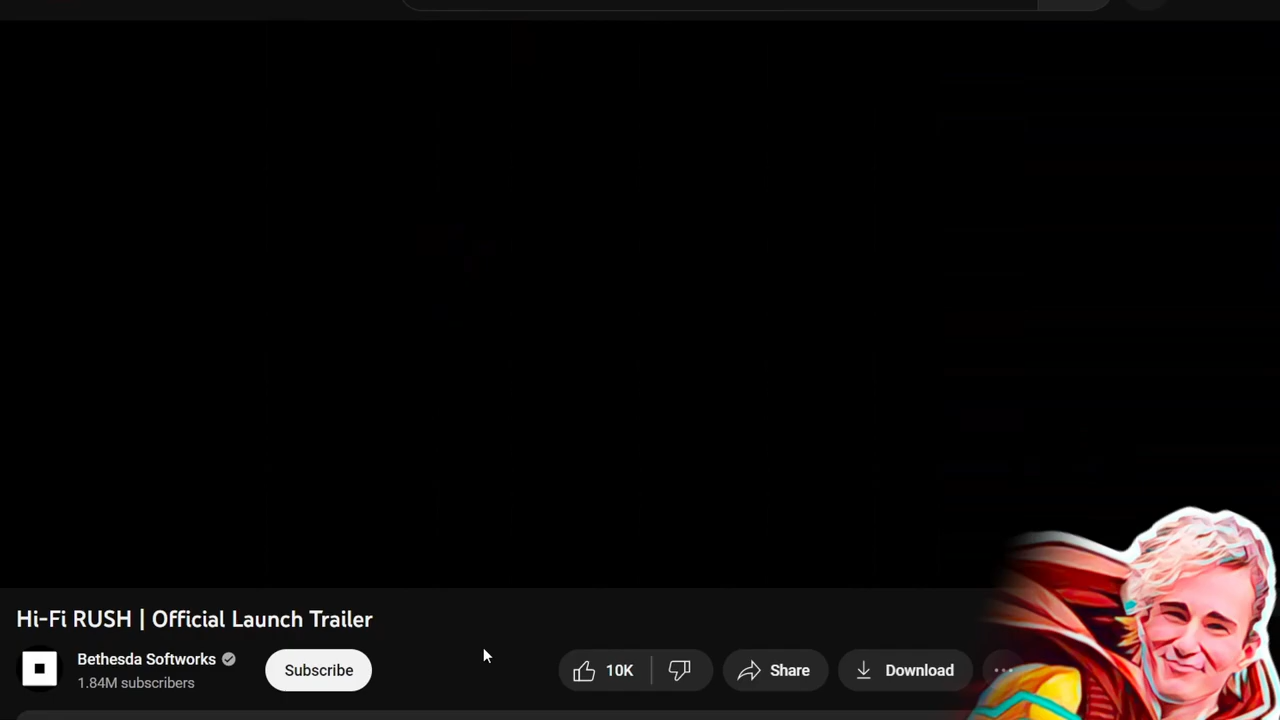 Hi-Fi RUSH | Official Launch Trailer
Bethesda Softworks
1.84M subscribers
Subscribe
10K
Share
Download